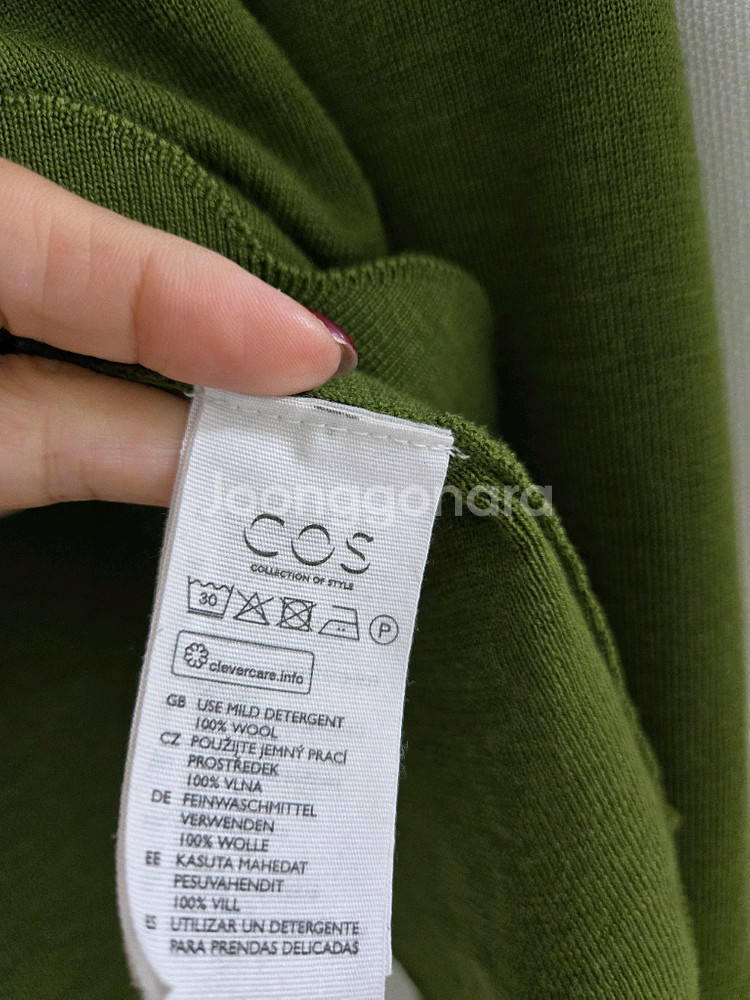 Joonggonara
COS
COLLECTION OF STYLE
30
P
clevercare.info
GB USE MILD DETERGENT
100% WOOL
CZ POUŽIJTE JEMNÝ PRACÍ
PROSTŘEDEK
100% VLNA
DE FEINWASCHMITTEL
VERWENDEN
100% WOLLE
EE KASUTA MAHEDAT
PESUVAHENDIT
100% VILL
ES UTILIZAR UN DETERGENTE
PARA PRENDAS DELICADAS